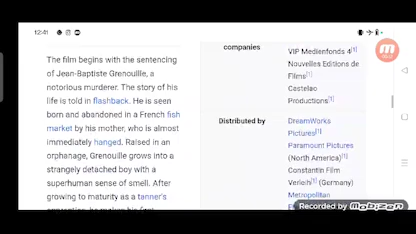 12:41
The film begins with the sentencing
of Jean-Baptiste Grenouille, a
notorious murderer. The story of his
life is told in flashback. He is seen
born and abandoned in a French fish
market by his mother, who is almost
immediately hanged. Raised in an
orphanage, Grenouille grows into a
strangely detached boy with a
superhuman sense of smell. After
growing to maturity as a tanner's
companies
VIP Medienfonds 4[1]
Nouvelles Editions de
Films[1]
Castelao
Productions[1]
Distributed by
DreamWorks
Pictures[1]
Paramount Pictures
(North America)[1]
Constantin Film
Verleih[1] (Germany)
Metropolitan
Recorded by Mobizen